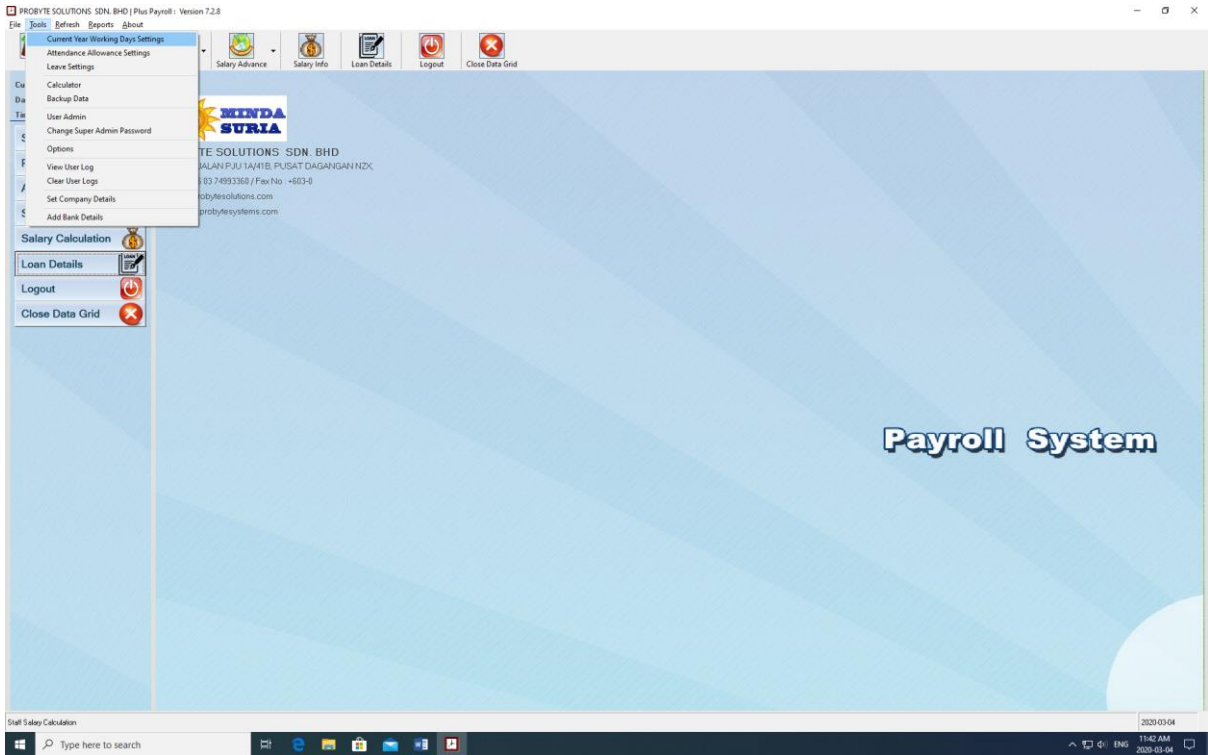 PROBYTE SOLUTIONS SDN. BHD | Plus Payroll : Version 7.2.8
File Tools Refresh Reports About
Current Year Working Days Settings
Attendance Allowance Settings
Leave Settings
Calculator
Backup Data
User Admin
Change Super Admin Password
Options
View User Log
Clear User Logs
Set Company Details
Add Bank Details
Salary Advance Salary Info Loan Details Logout Close Data Grid
MINDA
SURIA
SOLUTIONS SDN. BHD
JALAN PJU 1A/41B, PUSAT DAGANGAN NZX,
03 74993360 / Fax No : +603-0
probytesystems.com
Salary Calculation
Loan Details
Logout
Close Data Grid
Payroll System
Staff Salary Calculation
2020-03-04
Type here to search
ENG
11:42 AM
2020-03-04